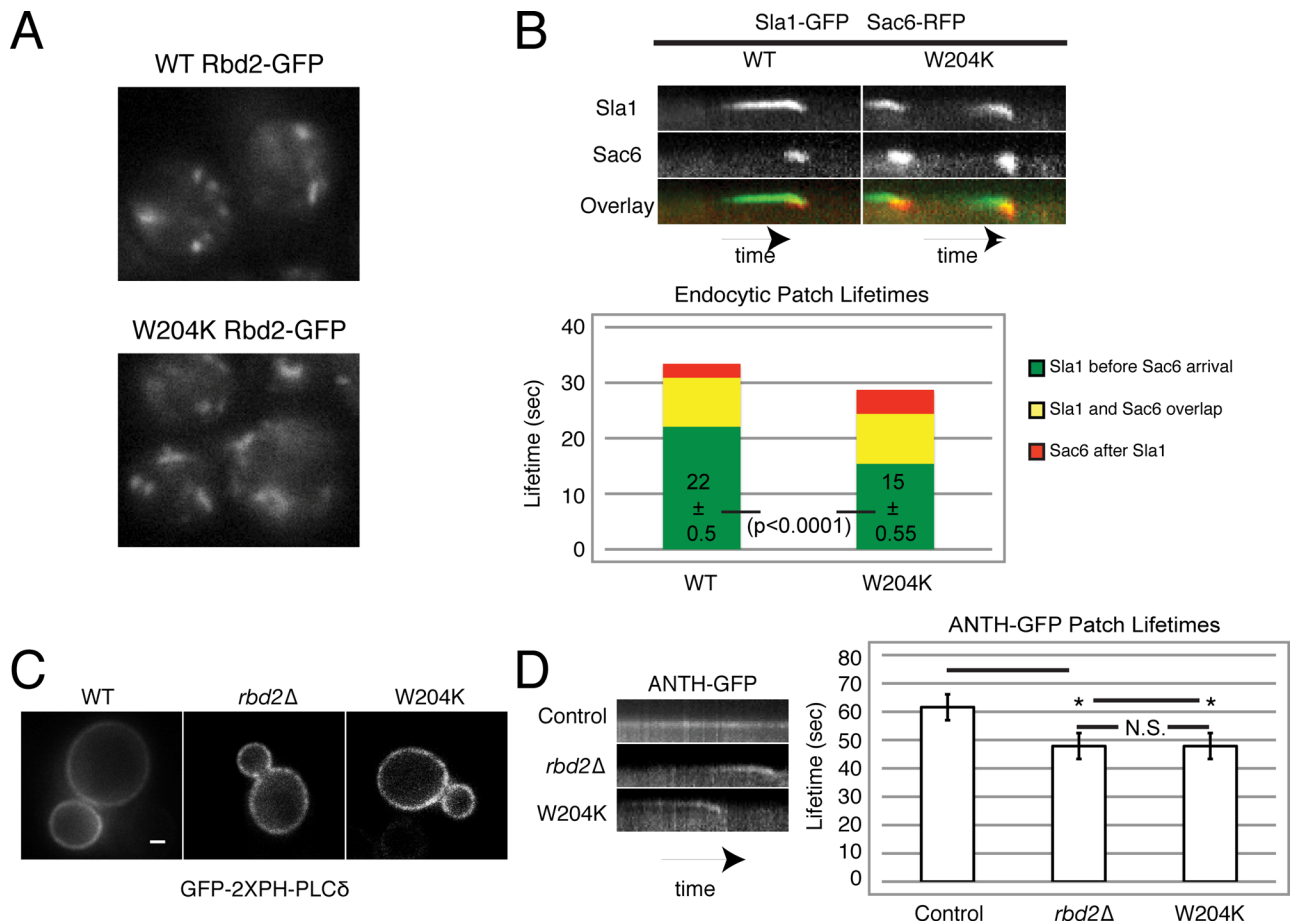 A
WT Rbd2-GFP
W204K Rbd2-GFP
B
Sla1-GFP Sac6-RFP
WT W204K
Sla1
Sac6
Overlay
time time
Endocytic Patch Lifetimes
Lifetime (sec)
40
30
20
10
0
22
±
0.5
15
±
0.55
(p<0.0001)
WT W204K
Sla1 before Sac6 arrival
Sla1 and Sac6 overlap
Sac6 after Sla1
C
WT rbd2Δ W204K
GFP-2XPH-PLCδ
D
ANTH-GFP
Control
rbd2Δ
W204K
time
ANTH-GFP Patch Lifetimes
Lifetime (sec)
80
70
60
50
40
30
20
10
0
* *
N.S.
Control rbd2Δ W204K